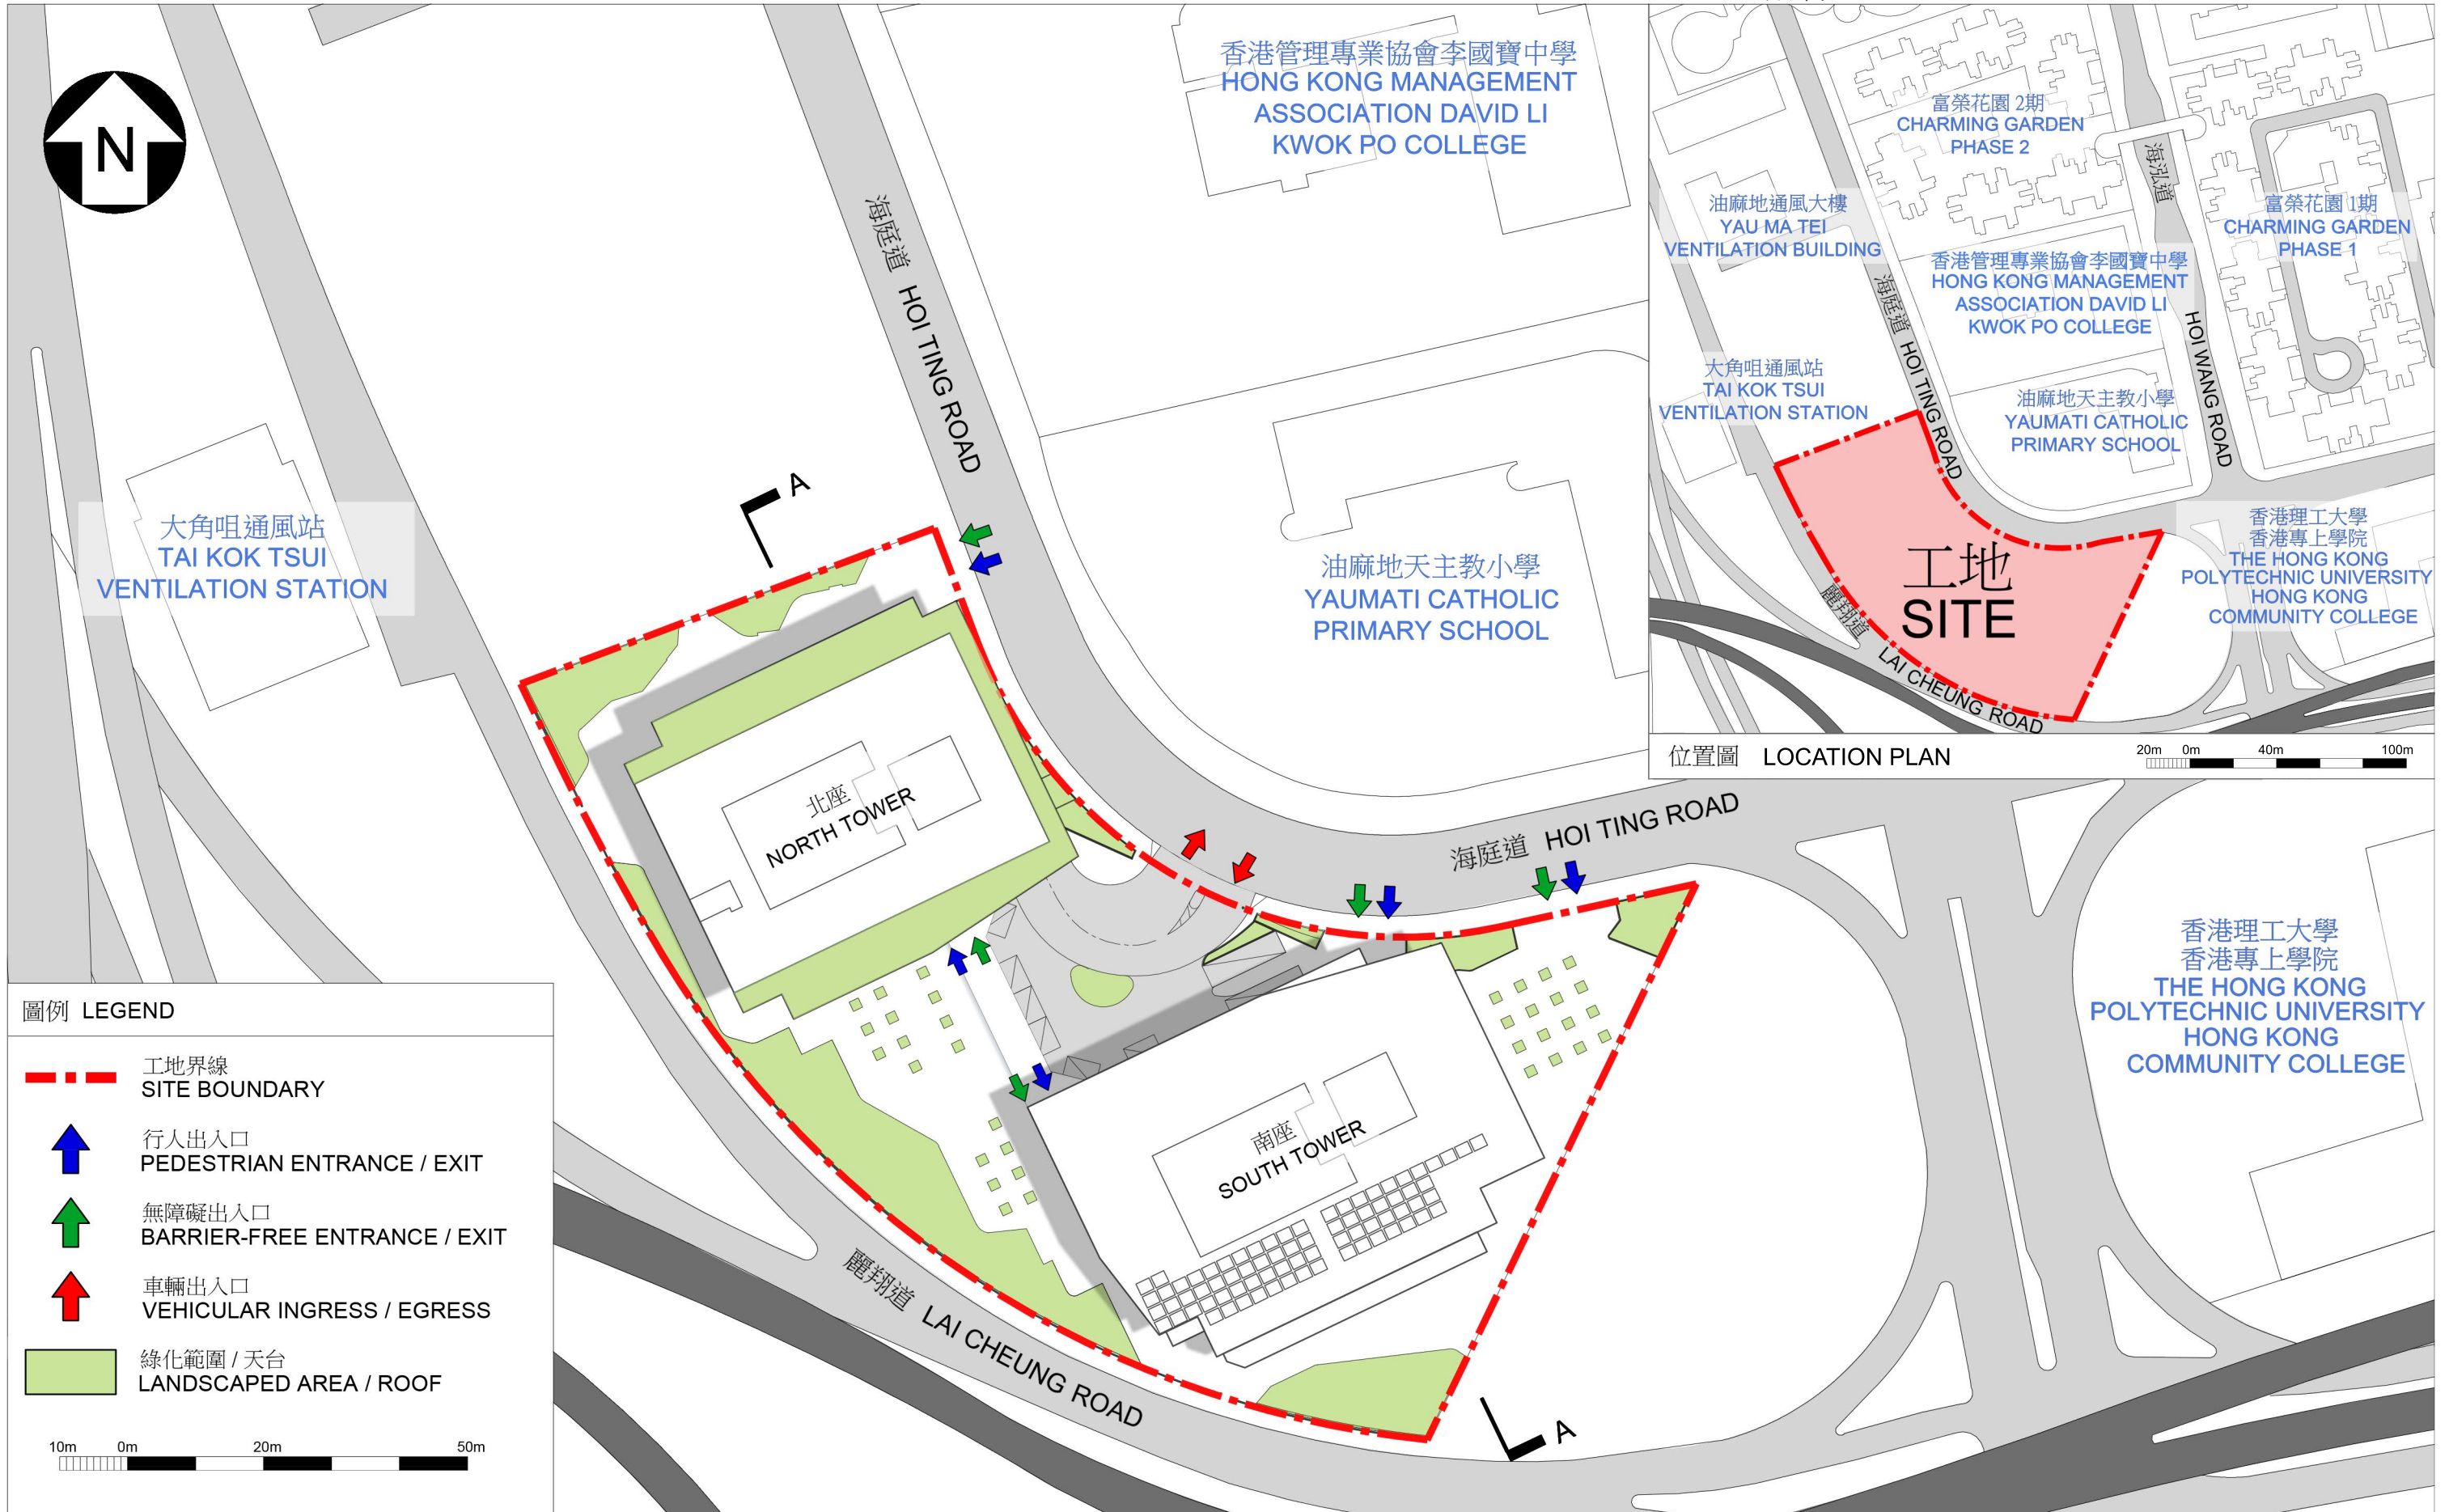 N
香港管理專業協會李國寶中學
HONG KONG MANAGEMENT
ASSOCIATION DAVID LI
KWOK PO COLLEGE
海庭道 HOI TING ROAD
大角咀通風站
TAI KOK TSUI
VENTILATION STATION
A
油麻地天主教小學
YAUMATI CATHOLIC
PRIMARY SCHOOL
北座
NORTH TOWER
海庭道 HOI TING ROAD
南座
SOUTH TOWER
香港理工大學
香港專上學院
THE HONG KONG
POLYTECHNIC UNIVERSITY
HONG KONG
COMMUNITY COLLEGE
麗翔道 LAI CHEUNG ROAD
A
圖例 LEGEND
工地界線
SITE BOUNDARY
行人出入口
PEDESTRIAN ENTRANCE / EXIT
無障礙出入口
BARRIER-FREE ENTRANCE / EXIT
車輛出入口
VEHICULAR INGRESS / EGRESS
綠化範圍 / 天台
LANDSCAPED AREA / ROOF
10m 0m 20m 50m
富榮花園 2期
CHARMING GARDEN
PHASE 2
海泓道
HOI WANG ROAD
富榮花園 1期
CHARMING GARDEN
PHASE 1
油麻地通風大樓
YAU MA TEI
VENTILATION BUILDING
香港管理專業協會李國寶中學
HONG KONG MANAGEMENT
ASSOCIATION DAVID LI
KWOK PO COLLEGE
海庭道 HOI TING ROAD
大角咀通風站
TAI KOK TSUI
VENTILATION STATION
油麻地天主教小學
YAUMATI CATHOLIC
PRIMARY SCHOOL
工地
SITE
香港理工大學
香港專上學院
THE HONG KONG
POLYTECHNIC UNIVERSITY
HONG KONG
COMMUNITY COLLEGE
麗翔道
LAI CHEUNG ROAD
位置圖 LOCATION PLAN
20m 0m 40m 100m